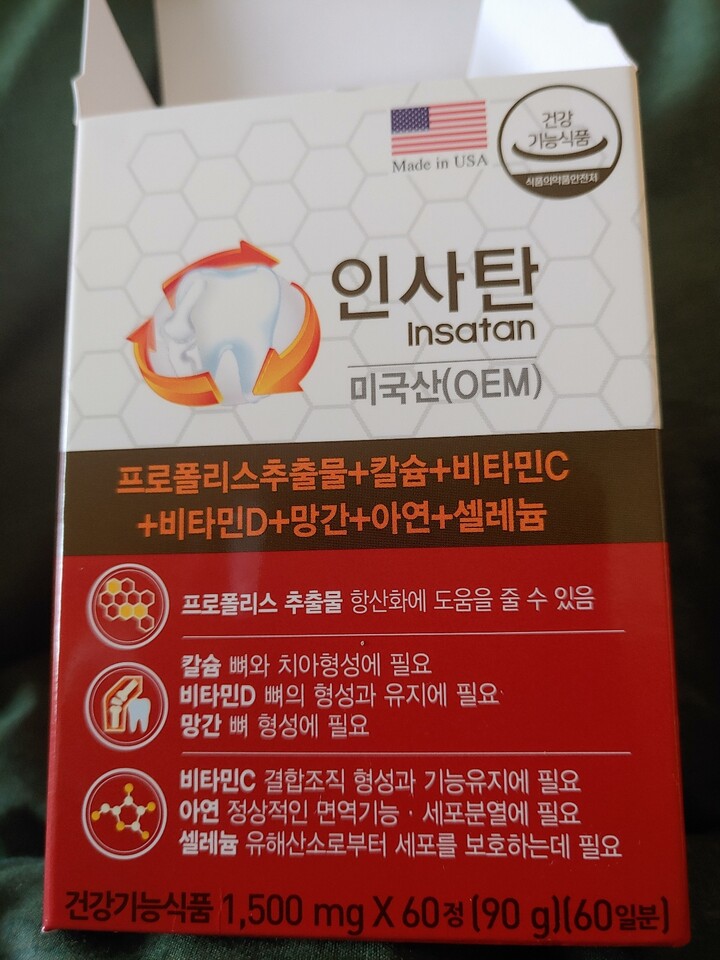 Made in USA
건강
기능식품
식품의약품안전처
인사탄
Insatan
미국산(OEM)
프로폴리스추출물+칼슘+비타민C
+비타민D+망간+아연+셀레늄
프로폴리스 추출물 항산화에 도움을 줄 수 있음
칼슘 뼈와 치아형성에 필요
비타민D 뼈의 형성과 유지에 필요
망간 뼈 형성에 필요
비타민C 결합조직 형성과 기능유지에 필요
아연 정상적인 면역기능 · 세포분열에 필요
셀레늄 유해산소로부터 세포를 보호하는데 필요
건강기능식품 1,500 mg X 60정 (90 g)(60일분)